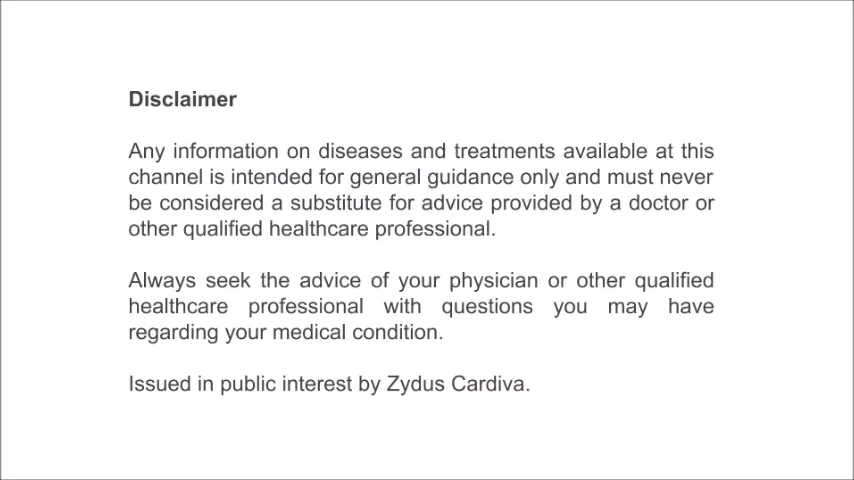 Disclaimer
Any information on diseases and treatments available at this
channel is intended for general guidance only and must never
be considered a substitute for advice provided by a doctor or
other qualified healthcare professional.
Always seek the advice of your physician or other qualified
healthcare professional with questions you may have
regarding your medical condition.
Issued in public interest by Zydus Cardiva.